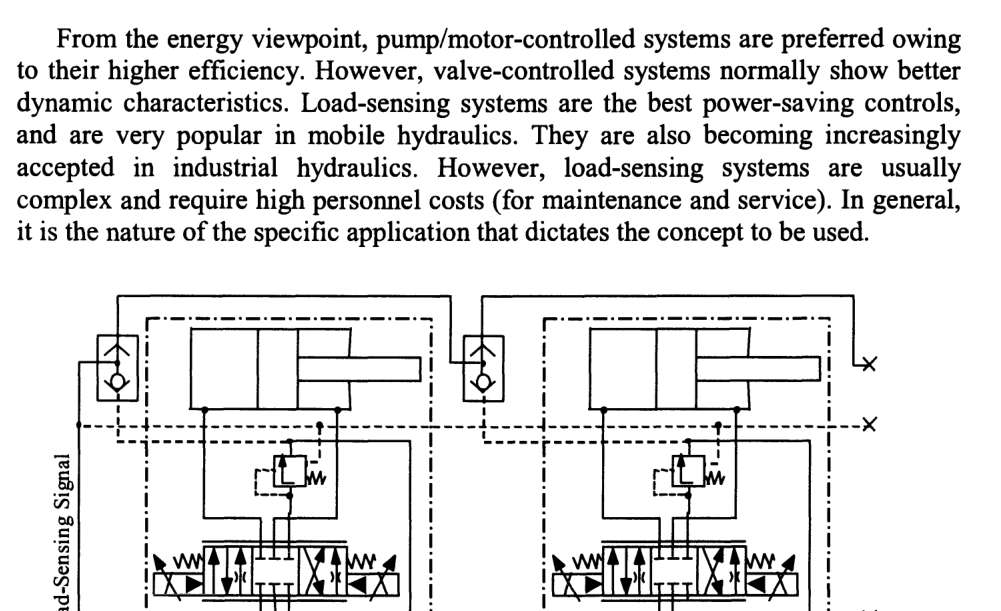 From the energy viewpoint, pump/motor-controlled systems are preferred owing
to their higher efficiency. However, valve-controlled systems normally show better
dynamic characteristics. Load-sensing systems are the best power-saving controls,
and are very popular in mobile hydraulics. They are also becoming increasingly
accepted in industrial hydraulics. However, load-sensing systems are usually
complex and require high personnel costs (for maintenance and service). In general,
it is the nature of the specific application that dictates the concept to be used.
ad-Sensing Signal